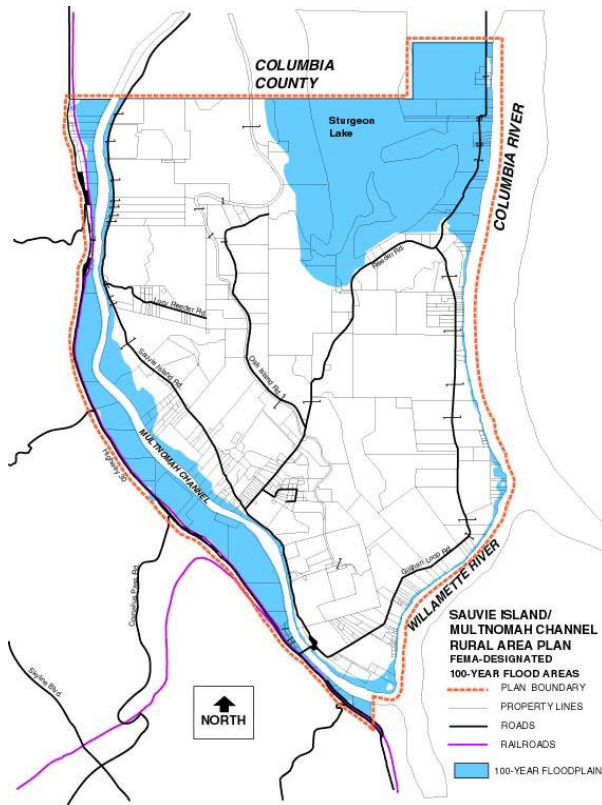 COLUMBIA
COUNTY
Sturgeon
Lake
COLUMBIA RIVER
Reeder Rd.
Lucy Reeder Rd.
Sauvie Island Rd
Oak Island Rd.
MULTNOMAH CHANNEL
Highway 30
Gillihan Loop Rd.
WILLAMETTE RIVER
Cornelius Pass Rd
Skyline Blvd.
NORTH
SAUVIE ISLAND/
MULTNOMAH CHANNEL
RURAL AREA PLAN
FEMA-DESIGNATED
100-YEAR FLOOD AREAS
PLAN BOUNDARY
PROPERTY LINES
ROADS
RAILROADS
100-YEAR FLOODPLAIN